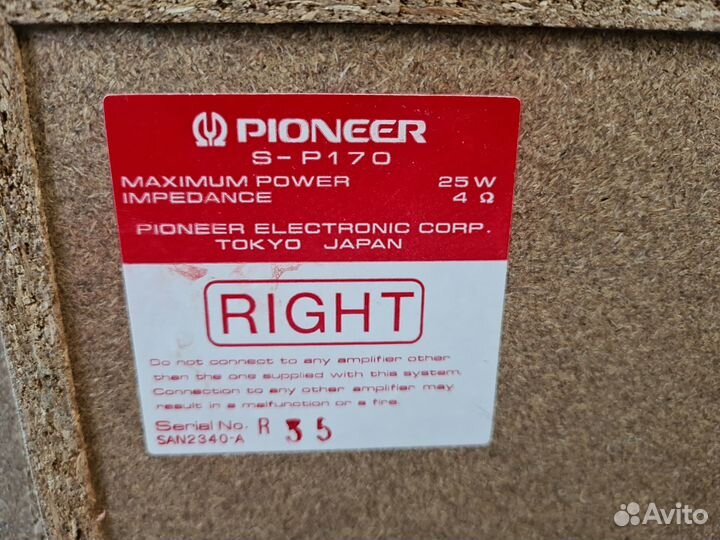 PIONEER
S-P170
MAXIMUM POWER 25 W
IMPEDANCE 4 Ω
PIONEER ELECTRONIC CORP.
TOKYO JAPAN
RIGHT
Do not connect to any amplifier other
than the one supplied with this system.
Connection to any other amplifier may
result in a malfunction or a fire.
Serial No. R 35
SAN2340-A
Avito